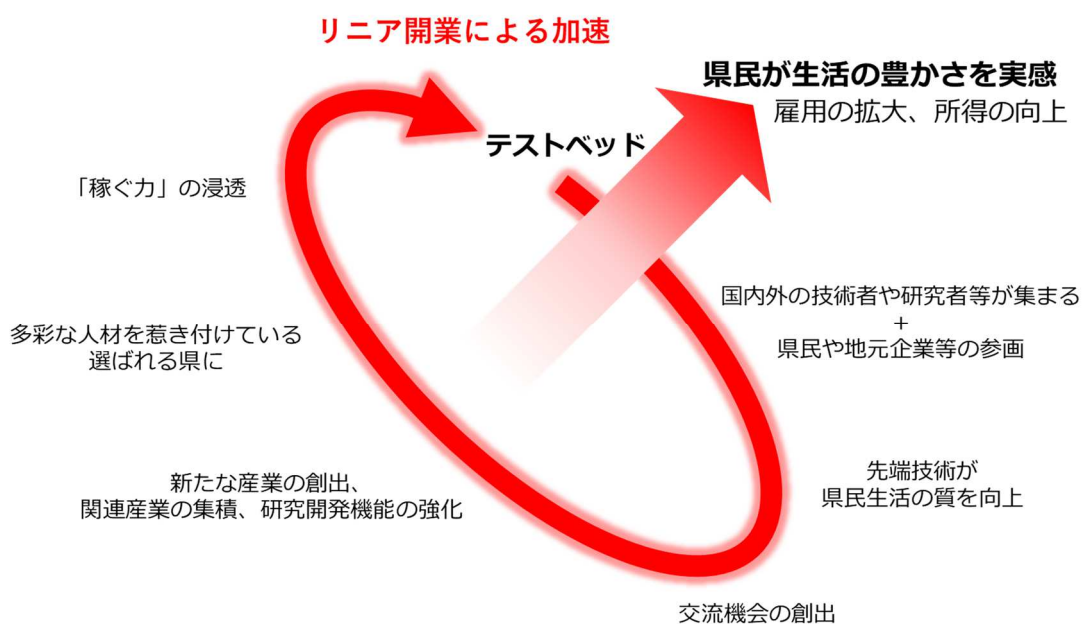 リニア開業による加速
県民が生活の豊かさを実感
雇用の拡大、所得の向上
テストベッド
「稼ぐ力」の浸透
国内外の技術者や研究者等が集まる
+
県民や地元企業等の参画
多彩な人材を惹き付けている
選ばれる県に
先端技術が
県民生活の質を向上
新たな産業の創出、
関連産業の集積、研究開発機能の強化
交流機会の創出